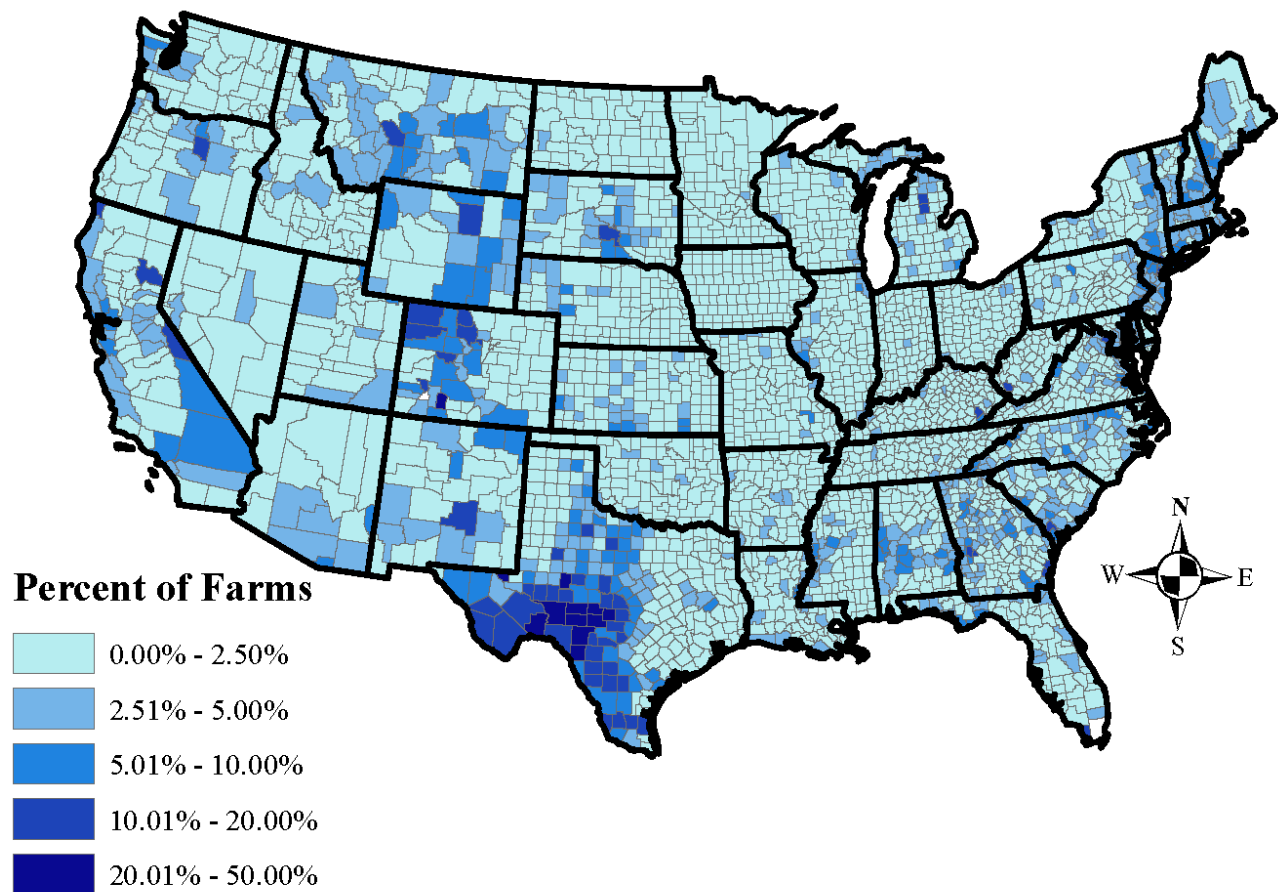 N
W E
S
Percent of Farms
0.00% - 2.50%
2.51% - 5.00%
5.01% - 10.00%
10.01% - 20.00%
20.01% - 50.00%